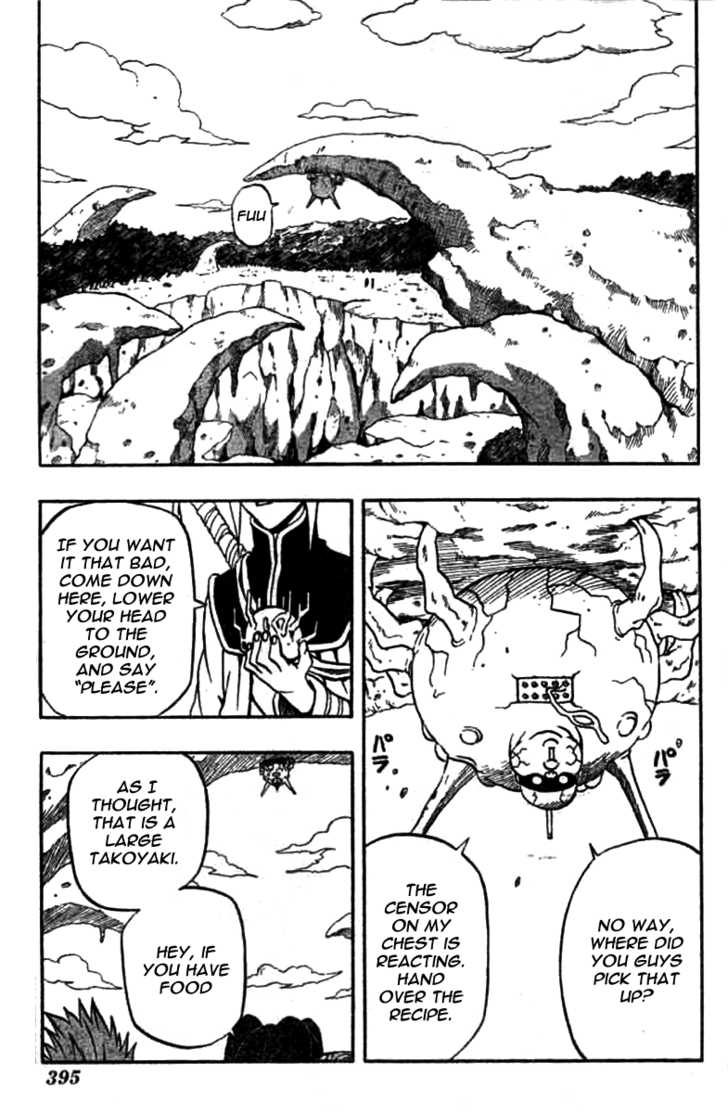 FUU
NO WAY,
WHERE DID
YOU GUYS
PICK THAT
UP?
パラ
パラ
THE
CENSOR
ON MY
CHEST IS
REACTING.
HAND
OVER THE
RECIPE.
IF YOU WANT
IT THAT BAD,
COME DOWN
HERE, LOWER
YOUR HEAD
TO THE
GROUND,
AND SAY
"PLEASE".
AS I
THOUGHT,
THAT IS A
LARGE
TAKOYAKI.
HEY, IF
YOU HAVE
FOOD
395